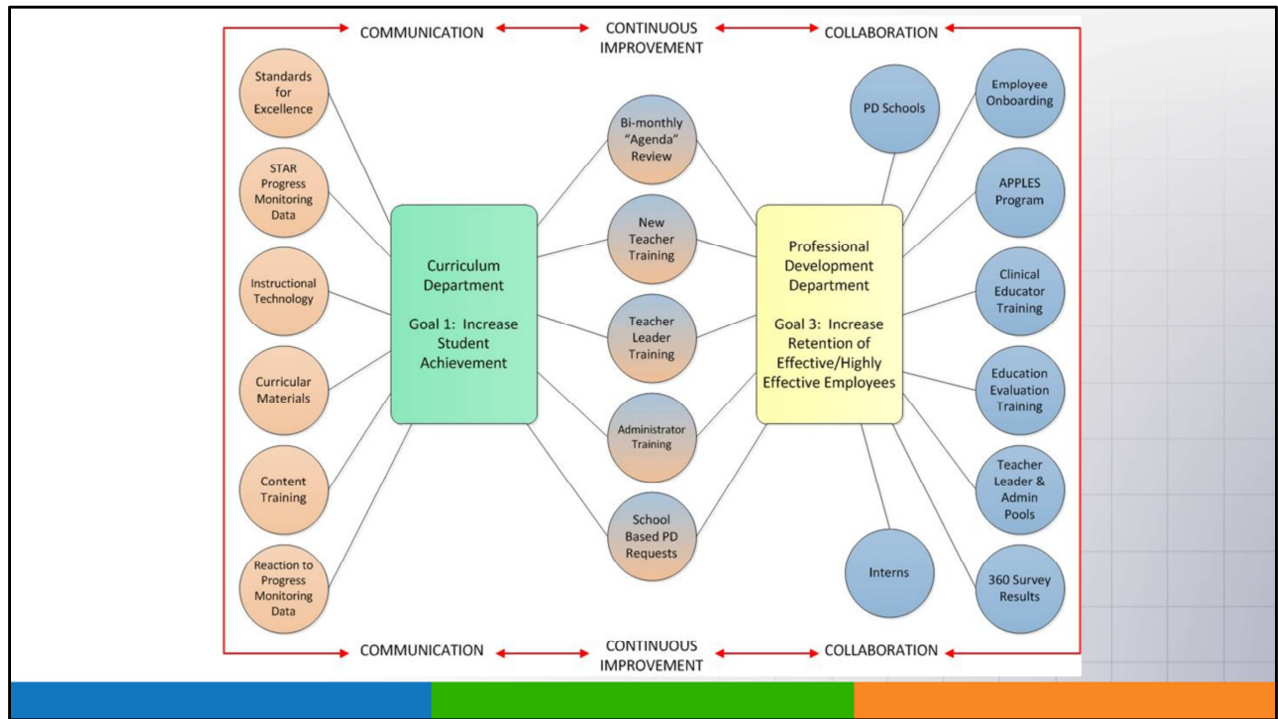 COMMUNICATION
CONTINUOUS
IMPROVEMENT
COLLABORATION
Standards
for
Excellence
STAR
Progress
Monitoring
Data
Instructional
Technology
Curricular
Materials
Content
Training
Reaction to
Progress
Monitoring
Data
Curriculum
Department
Goal 1: Increase
Student
Achievement
Bi-monthly
“Agenda”
Review
New
Teacher
Training
Teacher
Leader
Training
Administrator
Training
School
Based PD
Requests
Professional
Development
Department
Goal 3: Increase
Retention of
Effective/Highly
Effective Employees
PD Schools
Interns
Employee
Onboarding
APPLES
Program
Clinical
Educator
Training
Education
Evaluation
Training
Teacher
Leader &
Admin
Pools
360 Survey
Results
COMMUNICATION
CONTINUOUS
IMPROVEMENT
COLLABORATION